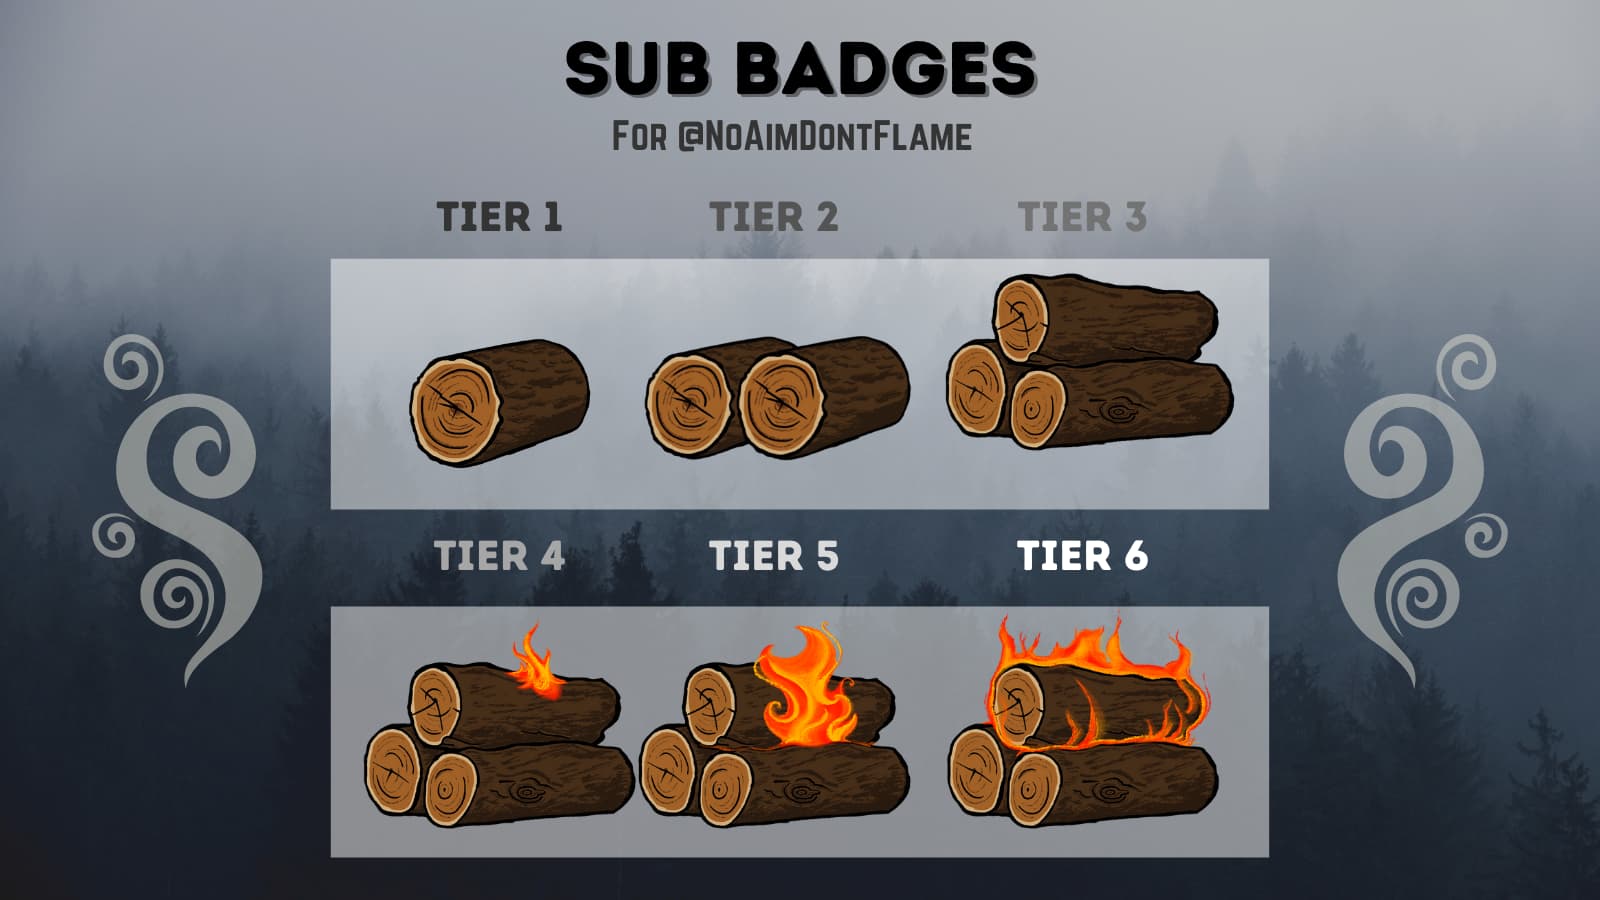 SUB BADGES
FOR @NOAIMDONTFLAME
TIER 1 TIER 2 TIER 3
TIER 4 TIER 5 TIER 6